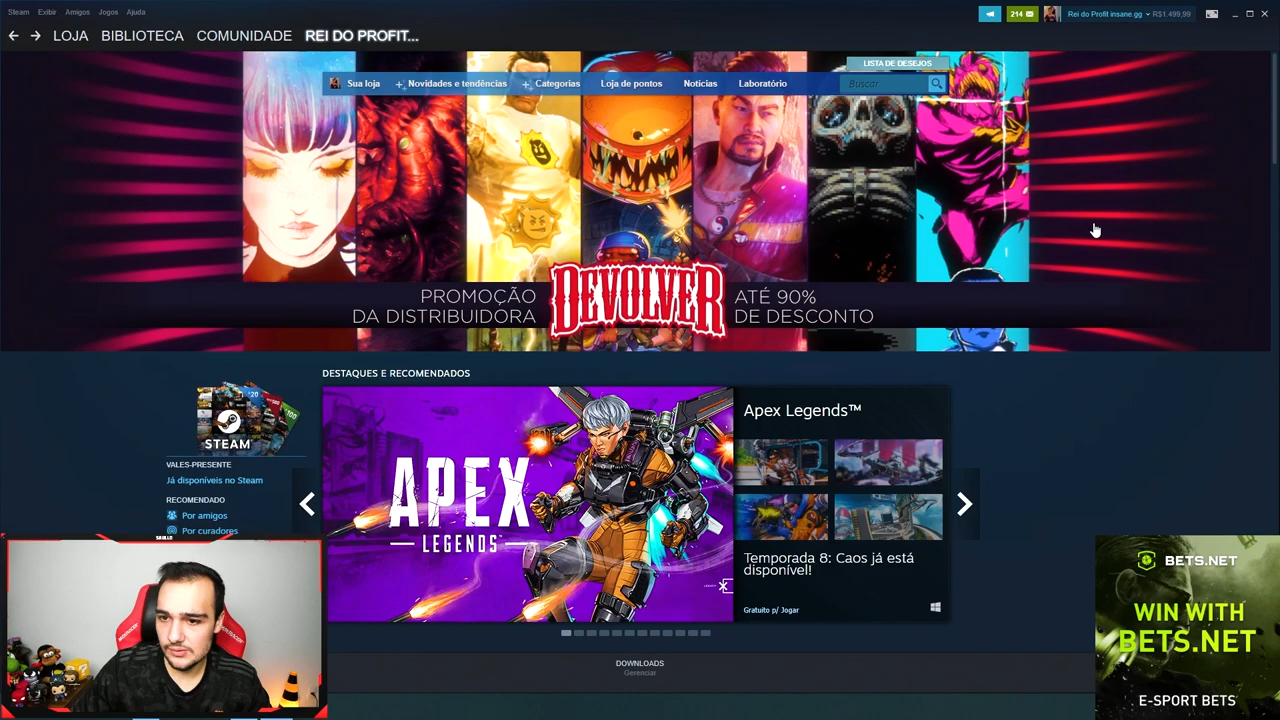 Steam Exibir Amigos Jogos Ajuda
214
Rei do Profit insane.gg
R$1.499,99
LOJA BIBLIOTECA COMUNIDADE REI DO PROFIT...
LISTA DE DESEJOS
Sua loja Novidades e tendências Categorias Loja de pontos Notícias Laboratório Buscar
PROMOÇÃO
DA DISTRIBUIDORA
DEVOLVER
ATÉ 90%
DE DESCONTO
DESTAQUES E RECOMENDADOS
STEAM
VALES-PRESENTE
Já disponíveis no Steam
RECOMENDADO
Por amigos
Por curadores
APEX
LEGENDS
Apex Legends™
Temporada 8: Caos já está
disponível!
Gratuito p/ Jogar
DOWNLOADS
Gerenciar
BETS.NET
WIN WITH
BETS.NET
E-SPORT BETS